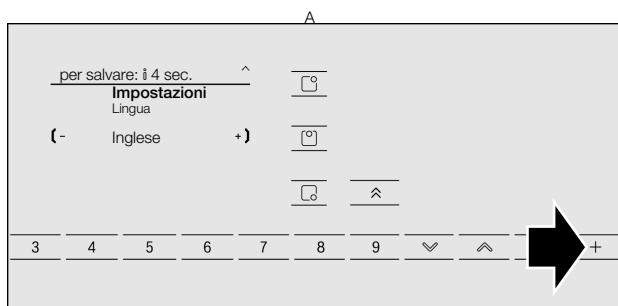 A
per salvare: i 4 sec. ^
Impostazioni
Lingua
(- Inglese +)
3 4 5 6 7 8 9 +